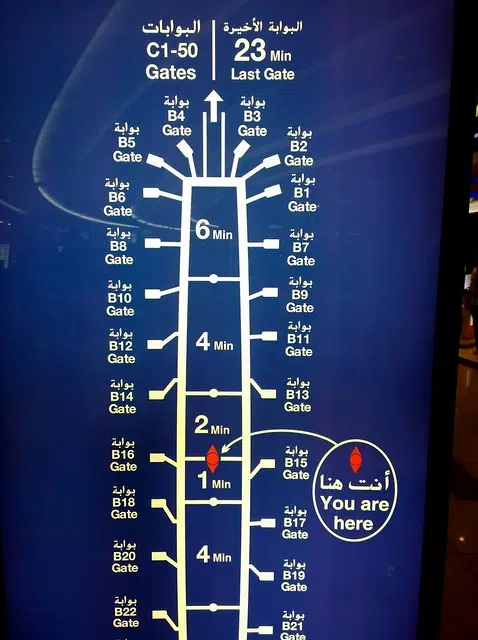 البوابات
C1-50
Gates
البوابة الأخيرة
23 Min
Last Gate
بوابة
B4
Gate
بوابة
B3
Gate
بوابة
B5
Gate
بوابة
B2
Gate
بوابة
B6
Gate
بوابة
B1
Gate
6 Min
بوابة
B8
Gate
بوابة
B7
Gate
بوابة
B10
Gate
بوابة
B9
Gate
بوابة
B12
Gate
4 Min
بوابة
B11
Gate
بوابة
B14
Gate
بوابة
B13
Gate
2 Min
بوابة
B16
Gate
بوابة
B15
Gate
أنت هنا
You are
here
1 Min
بوابة
B18
Gate
بوابة
B17
Gate
بوابة
B20
Gate
4 Min
بوابة
B19
Gate
بوابة
B22
Gate
بوابة
B21
Gate